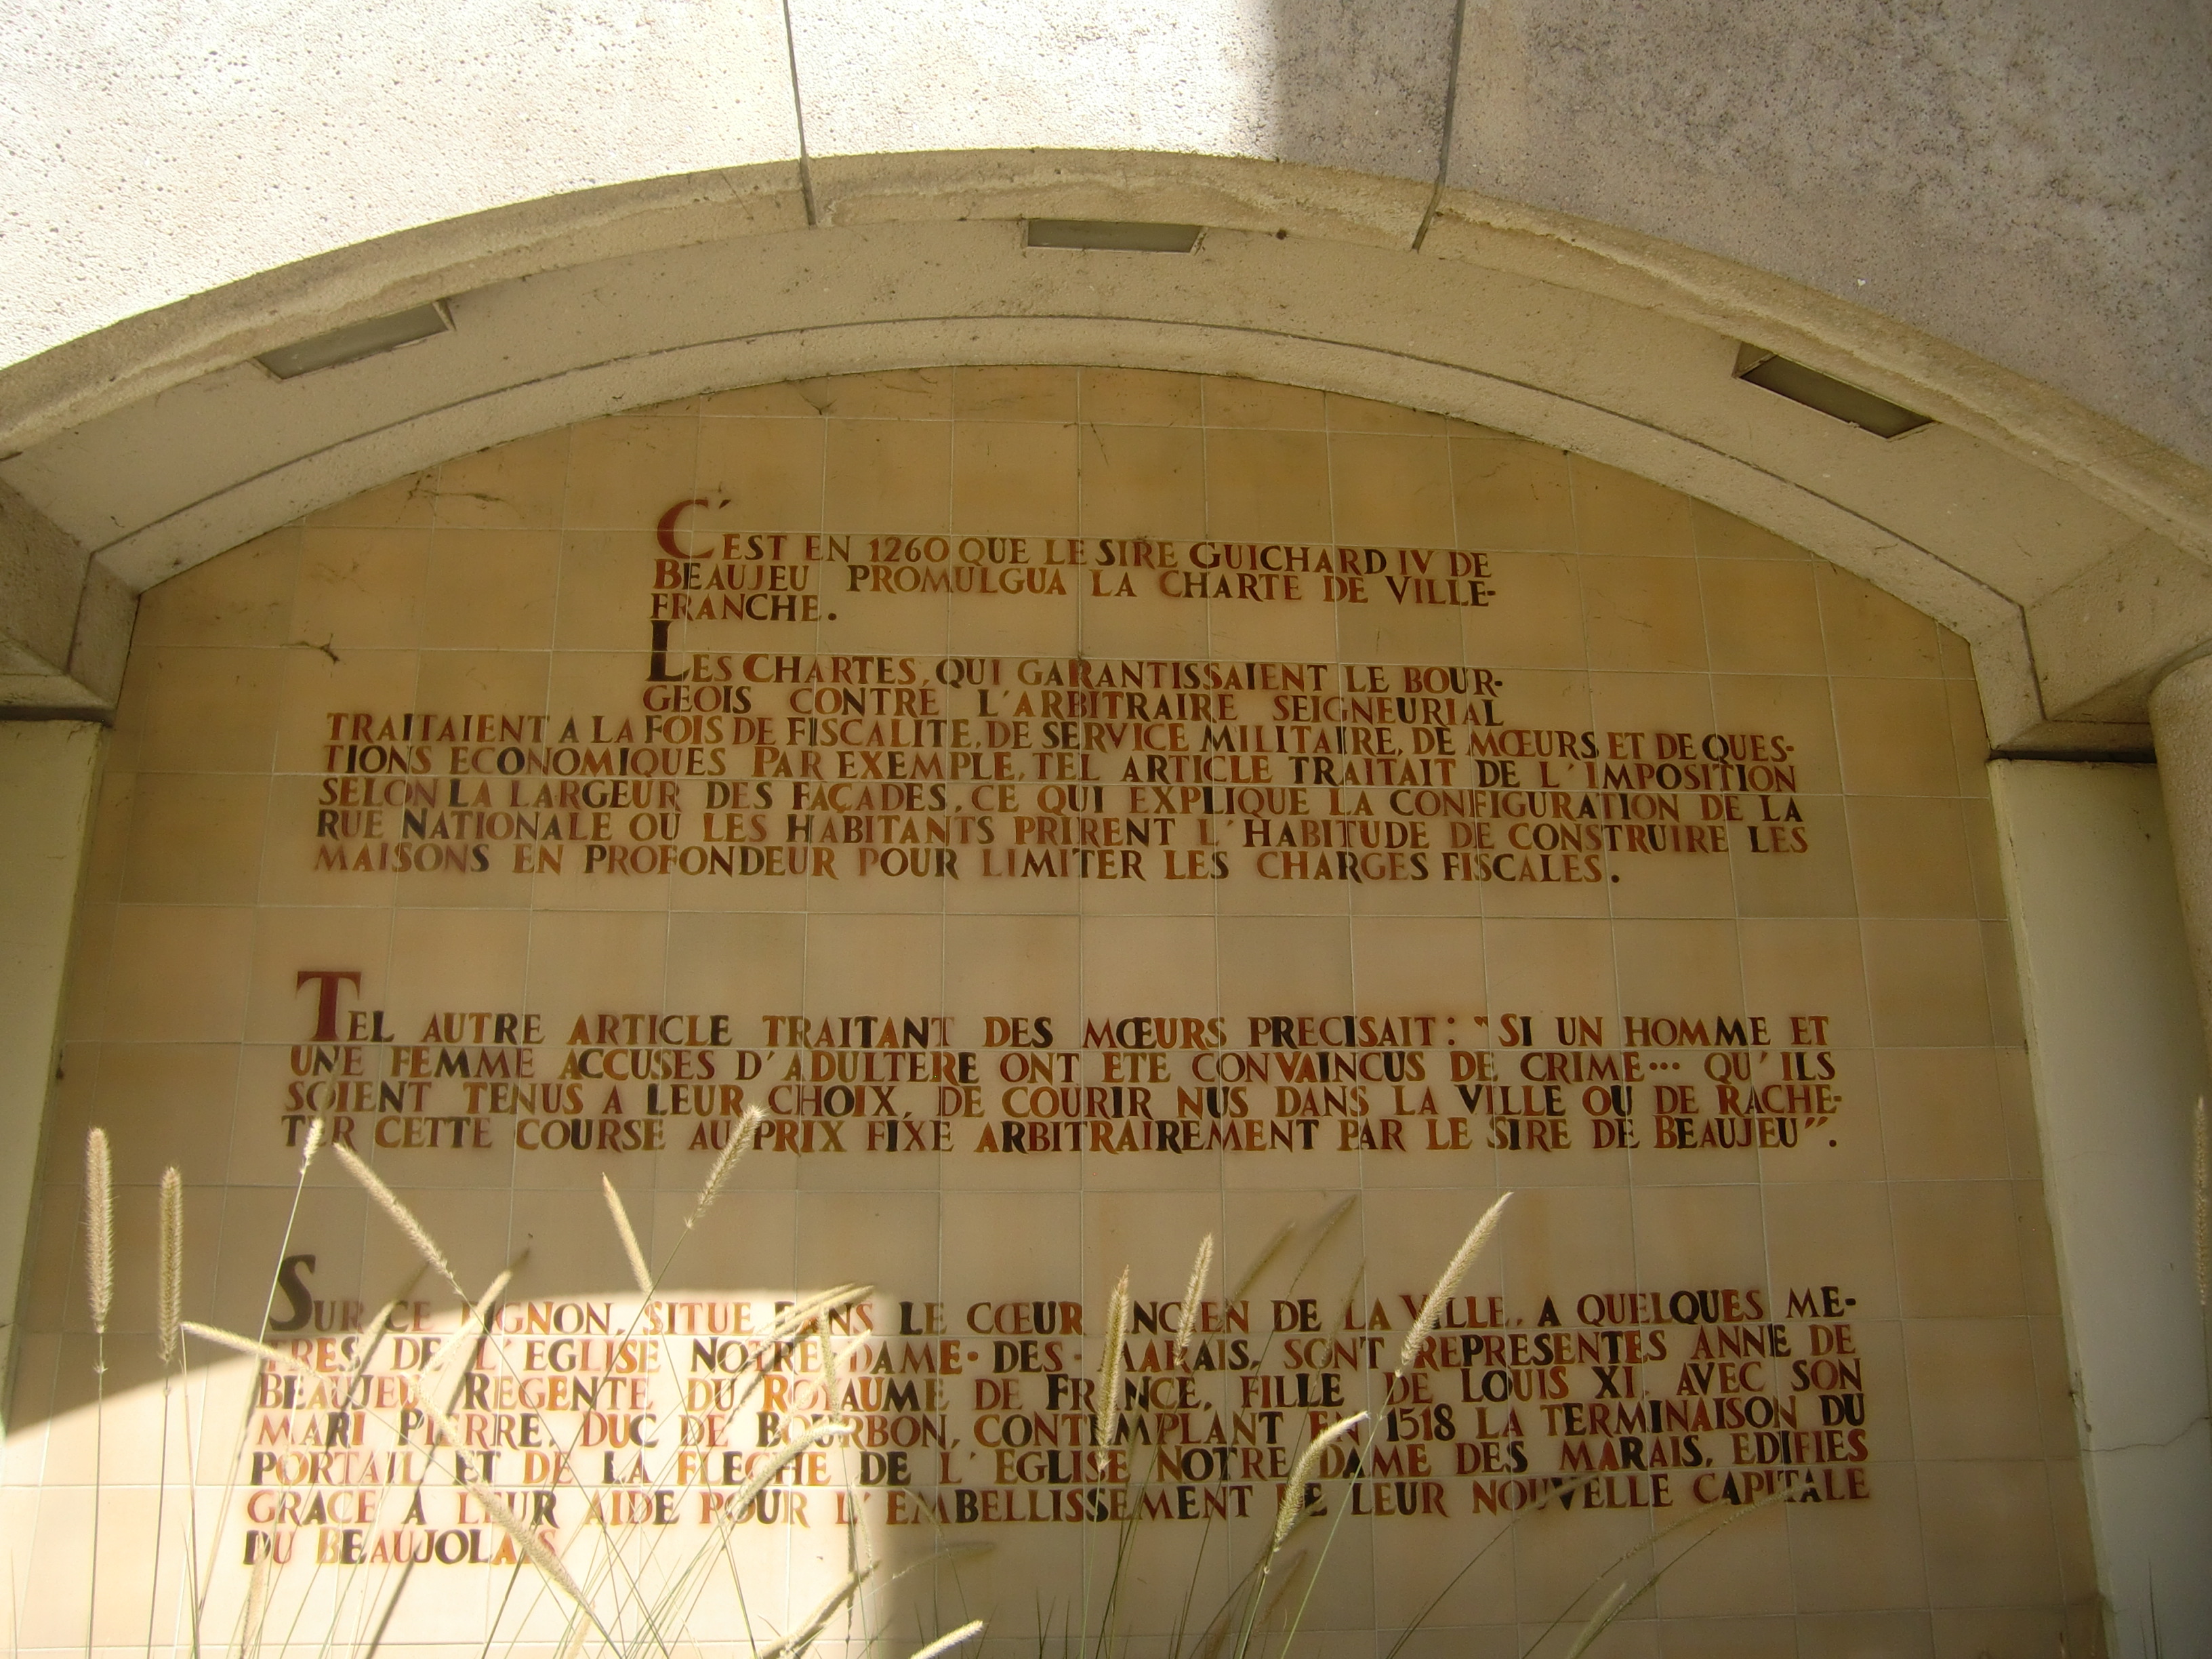 C'EST EN 1260 QUE LE SIRE GUICHARD IV DE
BEAUJEU PROMULGUA LA CHARTE DE VILLE-
FRANCHE.
LES CHARTES, QUI GARANTISSAIENT LE BOUR-
GEOIS CONTRE L'ARBITRAIRE SEIGNEURIAL
TRAITAIENT A LA FOIS DE FISCALITE, DE SERVICE MILITAIRE, DE MŒURS ET DE QUES-
TIONS ECONOMIQUES PAR EXEMPLE, TEL ARTICLE TRAITAIT DE L'IMPOSITION
SELON LA LARGEUR DES FAÇADES, CE QUI EXPLIQUE LA CONFIGURATION DE LA
RUE NATIONALE OU LES HABITANTS PRIRENT L'HABITUDE DE CONSTRUIRE LES
MAISONS EN PROFONDEUR POUR LIMITER LES CHARGES FISCALES.
TEL AUTRE ARTICLE TRAITANT DES MŒURS PRECISAIT: "SI UN HOMME ET
UNE FEMME ACCUSES D'ADULTERE ONT ETE CONVAINCUS DE CRIME... QU'ILS
SOIENT TENUS A LEUR CHOIX, DE COURIR NUS DANS LA VILLE OU DE RACHE-
TER CETTE COURSE AU PRIX FIXE ARBITRAIREMENT PAR LE SIRE DE BEAUJEU".
SUR CE PIGNON, SITUE DANS LE CŒUR ANCIEN DE LA VILLE, A QUELQUES ME-
TRES DE L'EGLISE NOTRE-DAME-DES-MARAIS, SONT REPRESENTES ANNE DE
BEAUJEU REGENTE DU ROYAUME DE FRANCE, FILLE DE LOUIS XI, AVEC SON
MARI PIERRE, DUC DE BOURBON, CONTEMPLANT EN 1518 LA TERMINAISON DU
PORTAIL ET DE LA FLECHE DE L'EGLISE NOTRE DAME DES MARAIS, EDIFIES
GRACE A LEUR AIDE POUR L'EMBELLISSEMENT DE LEUR NOUVELLE CAPITALE
DU BEAUJOLAIS